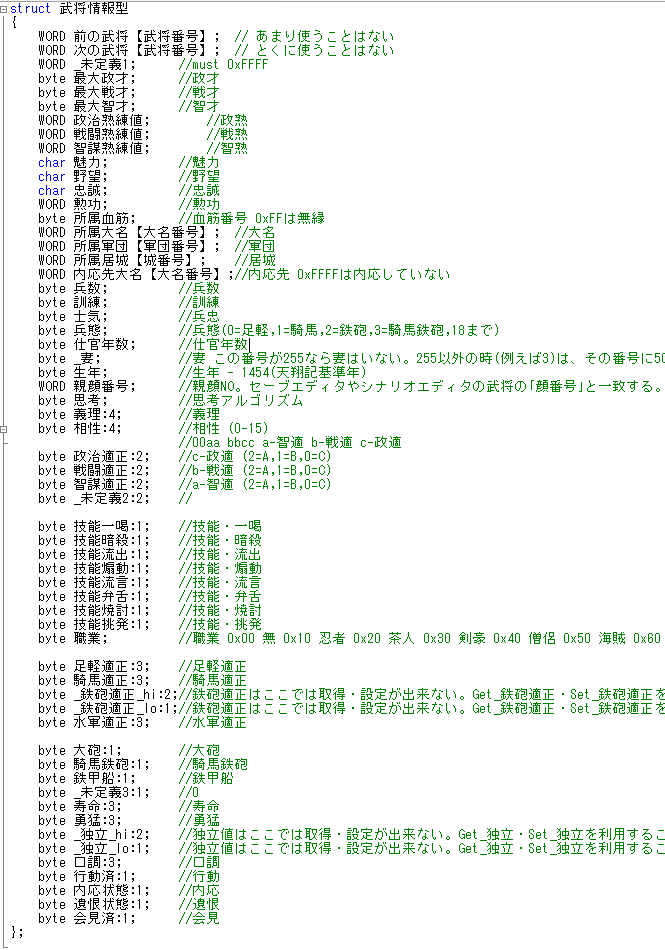 struct 武将情報型
{
WORD 前の武将【武将番号】; // あまり使うことはない
WORD 次の武将【武将番号】; // とくに使うことはない
WORD _未定義1; //must 0xFFFF
byte 最大政才; //政才
byte 最大戦才; //戦才
byte 最大智才; //智才
WORD 政治熟練値; //政熟
WORD 戦闘熟練値; //戦熟
WORD 智謀熟練値; //智熟
char 魅力; //魅力
char 野望; //野望
char 忠誠; //忠誠
WORD 勲功; //勲功
byte 所属血筋; //血筋番号 0xFFは無縁
WORD 所属大名【大名番号】; //大名
WORD 所属軍団【軍団番号】; //軍団
WORD 所属居城【城番号】; //居城
WORD 内応先大名【大名番号】;//内応先 0xFFFFは内応していない
byte 兵数; //兵数
byte 訓練; //訓練
byte 士気; //兵忠
byte 兵態; //兵態(0=足軽,1=騎馬,2=鉄砲,3=騎馬鉄砲,18まで)
byte 仕官年数; //仕官年数
byte _妻; //妻 この番号が255なら妻はいない。255以外の時(例えば3)は、その番号に50
byte 生年; //生年 - 1454(天翔記基準年)
WORD 親顔番号; //親顔NO。セーブエディタやシナリオエディタの武将の｢顔番号｣と一致する。
byte 思考; //思考アルゴリズム
byte 義理:4; //義理
byte 相性:4; //相性 (0-15)
//00aa bbcc a-智適 b-戦適 c-政適
byte 政治適正:2; //c-政適 (2=A,1=B,0=C)
byte 戦闘適正:2; //b-戦適 (2=A,1=B,0=C)
byte 智謀適正:2; //a-智適 (2=A,1=B,0=C)
byte _未定義2:2; //
byte 技能一喝:1; //技能・一喝
byte 技能暗殺:1; //技能・暗殺
byte 技能流出:1; //技能・流出
byte 技能煽動:1; //技能・煽動
byte 技能流言:1; //技能・流言
byte 技能弁舌:1; //技能・弁舌
byte 技能焼討:1; //技能・焼討
byte 技能挑発:1; //技能・挑発
byte 職業; //職業 0x00 無 0x10 忍者 0x20 茶人 0x30 剣豪 0x40 僧侶 0x50 海賊 0x60
byte 足軽適正:3; //足軽適正
byte 騎馬適正:3; //騎馬適正
byte _鉄砲適正_hi:2;//鉄砲適正はここでは取得・設定が出来ない。Get_鉄砲適正・Set_鉄砲適正を
byte _鉄砲適正_lo:1;//鉄砲適正はここでは取得・設定が出来ない。Get_鉄砲適正・Set_鉄砲適正を
byte 水軍適正:3; //水軍適正
byte 大砲:1; //大砲
byte 騎馬鉄砲:1; //騎馬鉄砲
byte 鉄甲船:1; //鉄甲船
byte _未定義3:1; //0
byte 寿命:3; //寿命
byte 勇猛:3; //勇猛
byte _独立_hi:2; //独立値はここでは取得・設定が出来ない。Get_独立・Set_独立を利用するこ
byte _独立_lo:1; //独立値はここでは取得・設定が出来ない。Get_独立・Set_独立を利用するこ
byte 口調:3; //口調
byte 行動済:1; //行動
byte 内応状態:1; //内応
byte 遺恨状態:1; //遺恨
byte 会見済:1; //会見
};